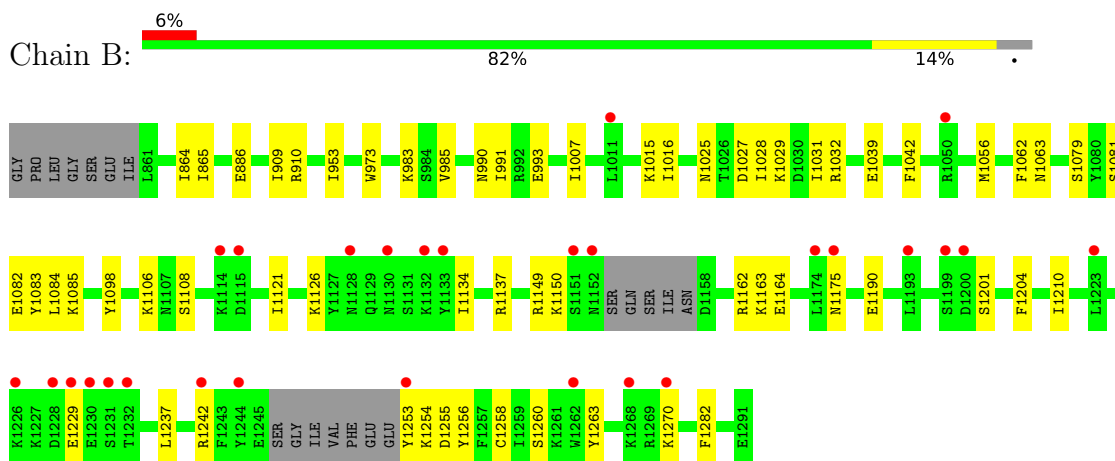 6%
Chain B:
82% 14% •
GLY PRO LEU GLY SER GLU ILE L861 I864 I865 E886 I909 R910 I953 W973 K983 S984 V985 N990 I991 R992 E993 I1007 L1011 K1015 I1016 N1025 T1026 D1027 I1028 K1029 D1030 I1031 R1032 E1039 F1042 R1050 M1056 F1062 N1063 S1079 Y1080 S1081
E1082 Y1083 L1084 K1085 Y1098 K1106 N1107 S1108 K1114 D1115 I1121 K1126 Y1127 N1128 Q1129 N1130 S1131 K1132 Y1133 I1134 R1137 R1149 K1150 S1151 N1152 SER GLN SER ILE ASN D1158 R1162 K1163 E1164 L1174 N1175 E1190 L1193 S1199 D1200 S1201 F1204 I1210 L1223
K1226 K1227 D1228 E1229 E1230 S1231 T1232 L1237 R1242 F1243 Y1244 E1245 SER GLY ILE VAL PHE GLU GLU Y1253 K1254 D1255 Y1256 F1257 C1258 I1259 S1260 K1261 W1262 Y1263 K1268 R1269 K1270 F1282 E1291